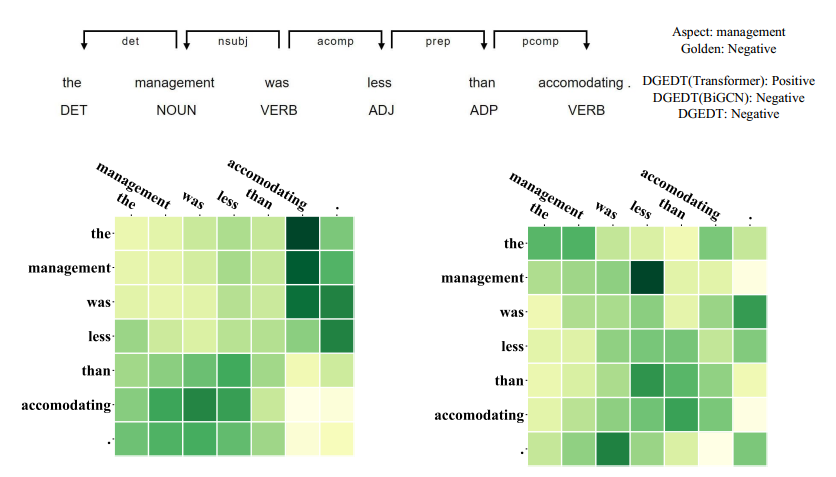 det nsubj acomp prep pcomp
Aspect: management
Golden: Negative
the management was less than accomodating .
DET NOUN VERB ADJ ADP VERB
DGEDT(Transformer): Positive
DGEDT(BiGCN): Negative
DGEDT: Negative
the management was less than accomodating .
the
management
was
less
than
accomodating
.
the management was less than accomodating .
the
management
was
less
than
accomodating
.